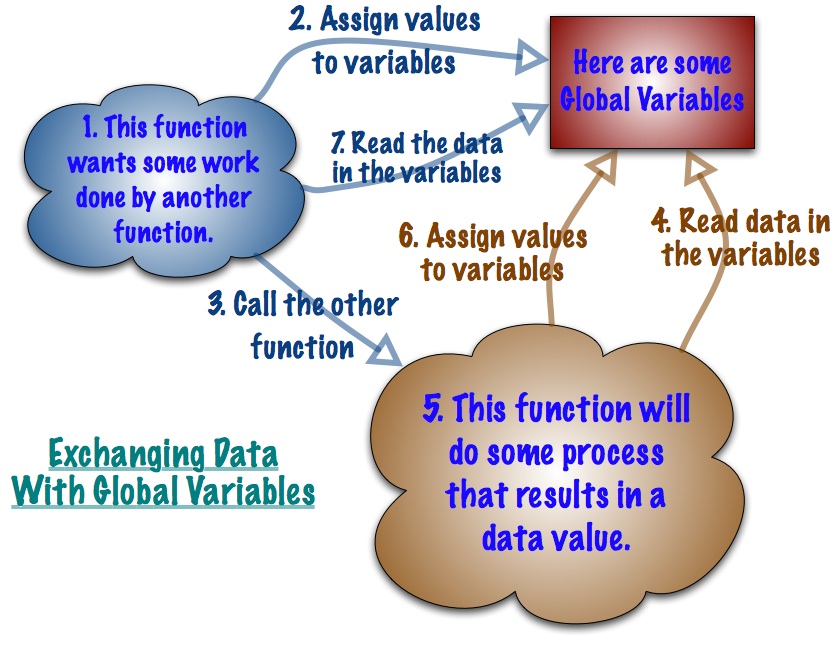 2. Assign values
to variables
Here are some
Global Variables
1. This function
wants some work
done by another
function.
7. Read the data
in the variables
6. Assign values
to variables
4. Read data in
the variables
3. Call the other
function
5. This function will
do some process
that results in a
data value.
Exchanging Data
With Global Variables